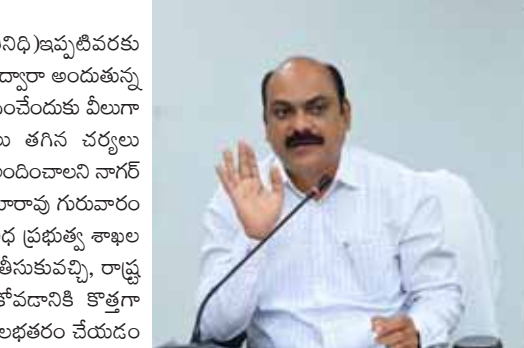 నిధి)ఇప్పటివరకు
ద్వారా అందుతున్న
ంచేందుకు వీలుగా
లు తగిన చర్యలు
ందించాలని నాగర్
ారావు గురువారం
ధ ప్రభుత్వ శాఖల
తీసుకువచ్చి, రాష్ట్ర
కోవడానికి కొత్తగా
లభతరం చేయడం